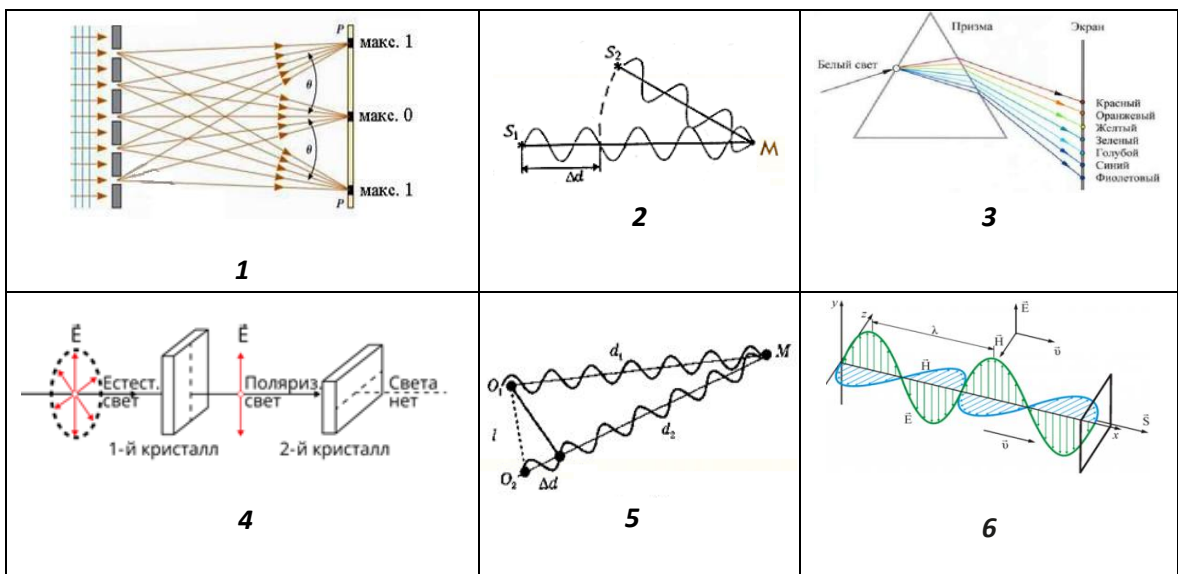 P
макс. 1
θ
макс. 0
θ
макс. 1
P
1
S₂
S₁
M
Δd
2
Призма
Экран
Белый свет
Красный
Оранжевый
Желтый
Зеленый
Голубой
Синий
Фиолетовый
3
E⃗
E⃗
Естест. свет
Поляриз. свет
Света нет
1-й кристалл
2-й кристалл
4
d₁
M
O₁
l
d₂
O₂
Δd
5
y
z
λ
E⃗
H⃗
υ⃗
H⃗
E⃗
υ⃗
x
S⃗
6